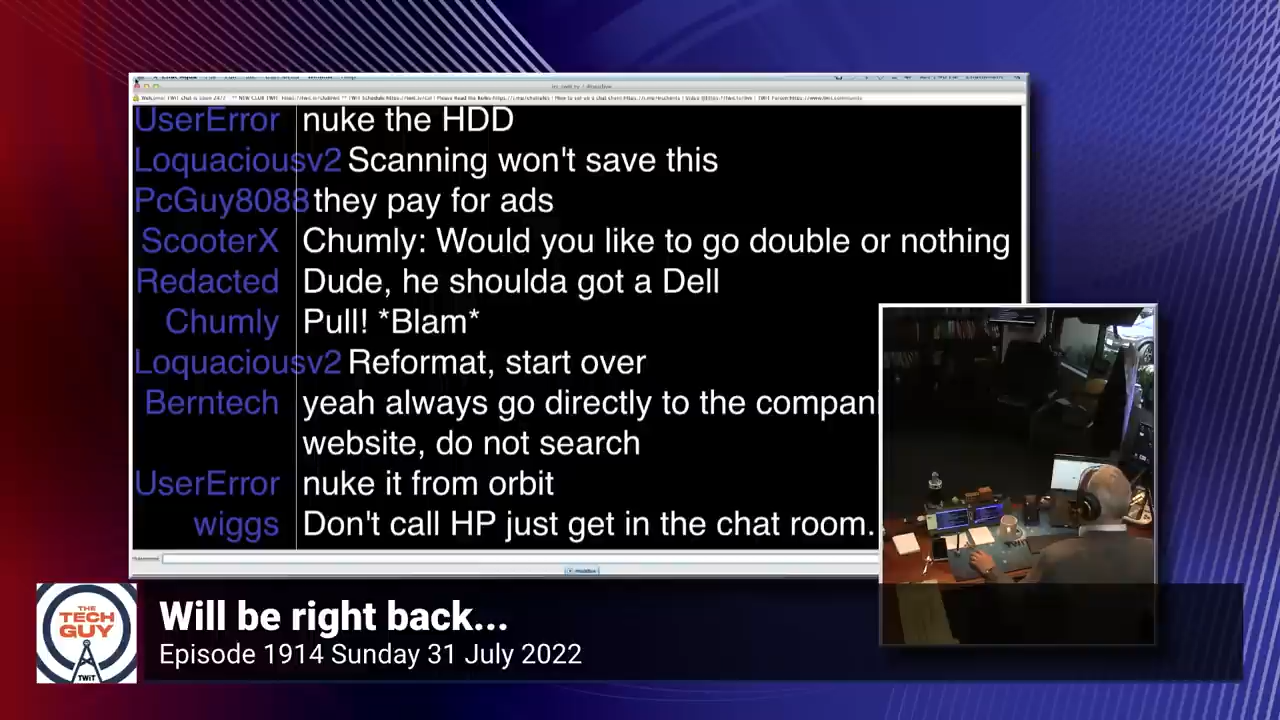 UserError nuke the HDD
Loquaciousv2 Scanning won't save this
PcGuy8088 they pay for ads
ScooterX Chumly: Would you like to go double or nothing
Redacted Dude, he shoulda got a Dell
Chumly Pull! *Blam*
Loquaciousv2 Reformat, start over
Berntech yeah always go directly to the compani
website, do not search
UserError nuke it from orbit
wiggs Don't call HP just get in the chat room.
THE
TECH
GUY
TWiT
Will be right back...
Episode 1914 Sunday 31 July 2022